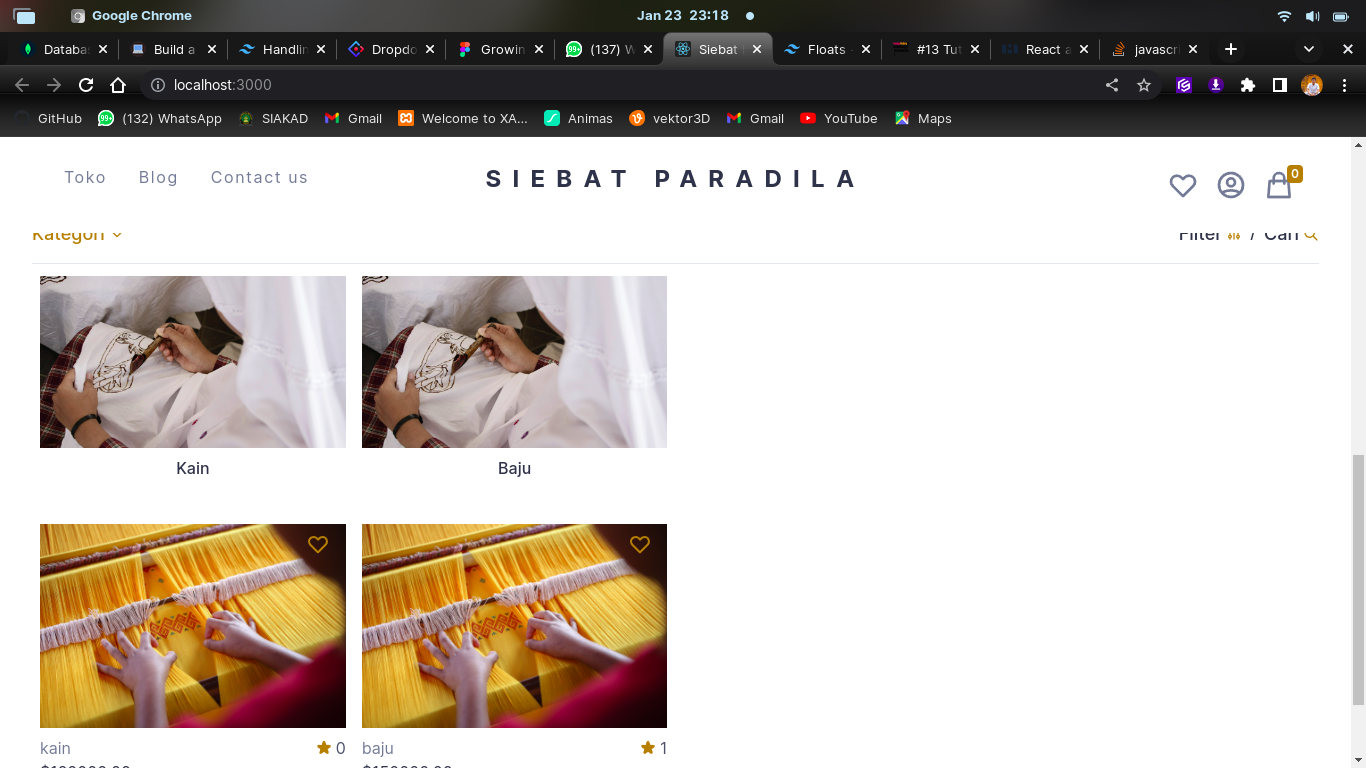 Google Chrome
Jan 23 23:18
Databa
Build a
Handlin
Dropdo
Growin
99+ (137) W
Siebat
Floats
#13 Tut
React a
javascri
localhost:3000
GitHub
99+ (132) WhatsApp
SIAKAD
Gmail
Welcome to XA...
Animas
vektor3D
Gmail
YouTube
Maps
Toko
Blog
Contact us
SIEBAT PARADILA
0
Kategori
Filter / Cari
Kain
Baju
kain
0
baju
1